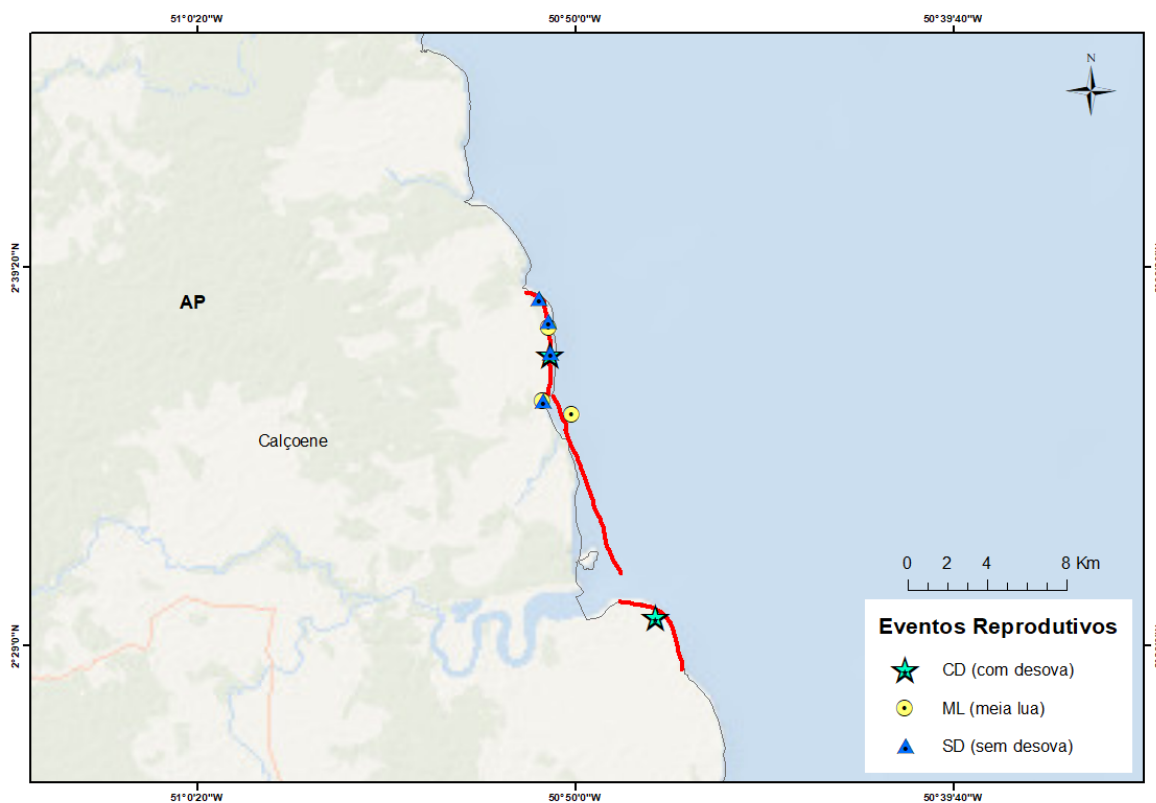 51°0'20"W 50°50'0"W 50°39'40"W
N
2°39'20"N
AP
Calçoene
0 2 4 8 Km
2°29'0"N
Eventos Reprodutivos
CD (com desova)
ML (meia lua)
SD (sem desova)
51°0'20"W 50°50'0"W 50°39'40"W